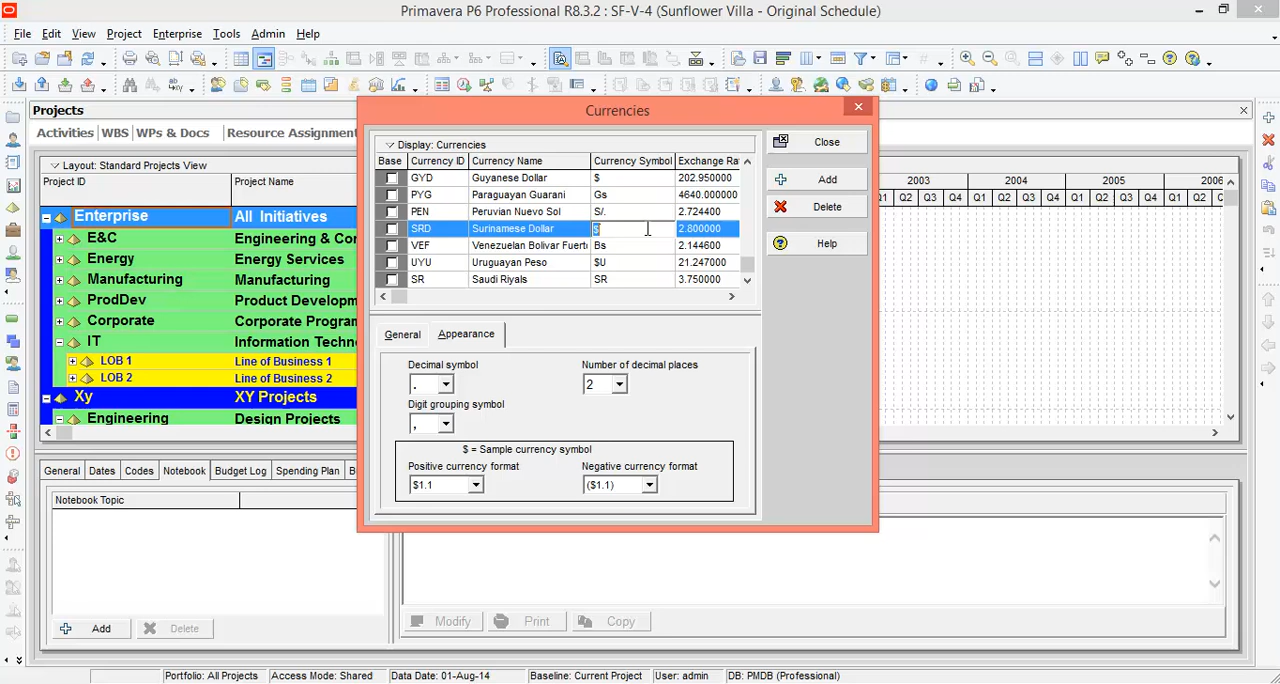 Primavera P6 Professional R8.3.2 : SF-V-4 (Sunflower Villa - Original Schedule)
File Edit View Project Enterprise Tools Admin Help
Projects
Activities WBS WPs & Docs Resource Assignment
Layout: Standard Projects View
Project ID Project Name
Enterprise All Initiatives
E&C Engineering & Con
Energy Energy Services
Manufacturing Manufacturing
ProdDev Product Developm
Corporate Corporate Program
IT Information Techno
LOB 1 Line of Business 1
LOB 2 Line of Business 2
Xy XY Projects
Engineering Design Projects
2003 2004 2005 2006
Q1 Q2 Q3 Q4 Q1 Q2 Q3 Q4 Q1 Q2 Q3 Q4 Q1 Q2 Q
Currencies
Display: Currencies
Base Currency ID Currency Name Currency Symbol Exchange Ra
GYD Guyanese Dollar $ 202.950000
PYG Paraguayan Guarani Gs 4640.000000
PEN Peruvian Nuevo Sol S/. 2.724400
SRD Surinamese Dollar $ 2.800000
VEF Venezuelan Bolivar Fuert Bs 2.144600
UYU Uruguayan Peso $U 21.247000
SR Saudi Riyals SR 3.750000
Close
Add
Delete
Help
General Appearance
Decimal symbol Number of decimal places
. 2
Digit grouping symbol
,
$ = Sample currency symbol
Positive currency format Negative currency format
$1.1 ($1.1)
General Dates Codes Notebook Budget Log Spending Plan B
Notebook Topic
Add Delete
Modify Print Copy
Portfolio: All Projects Access Mode: Shared Data Date: 01-Aug-14 Baseline: Current Project User: admin DB: PMDB (Professional)